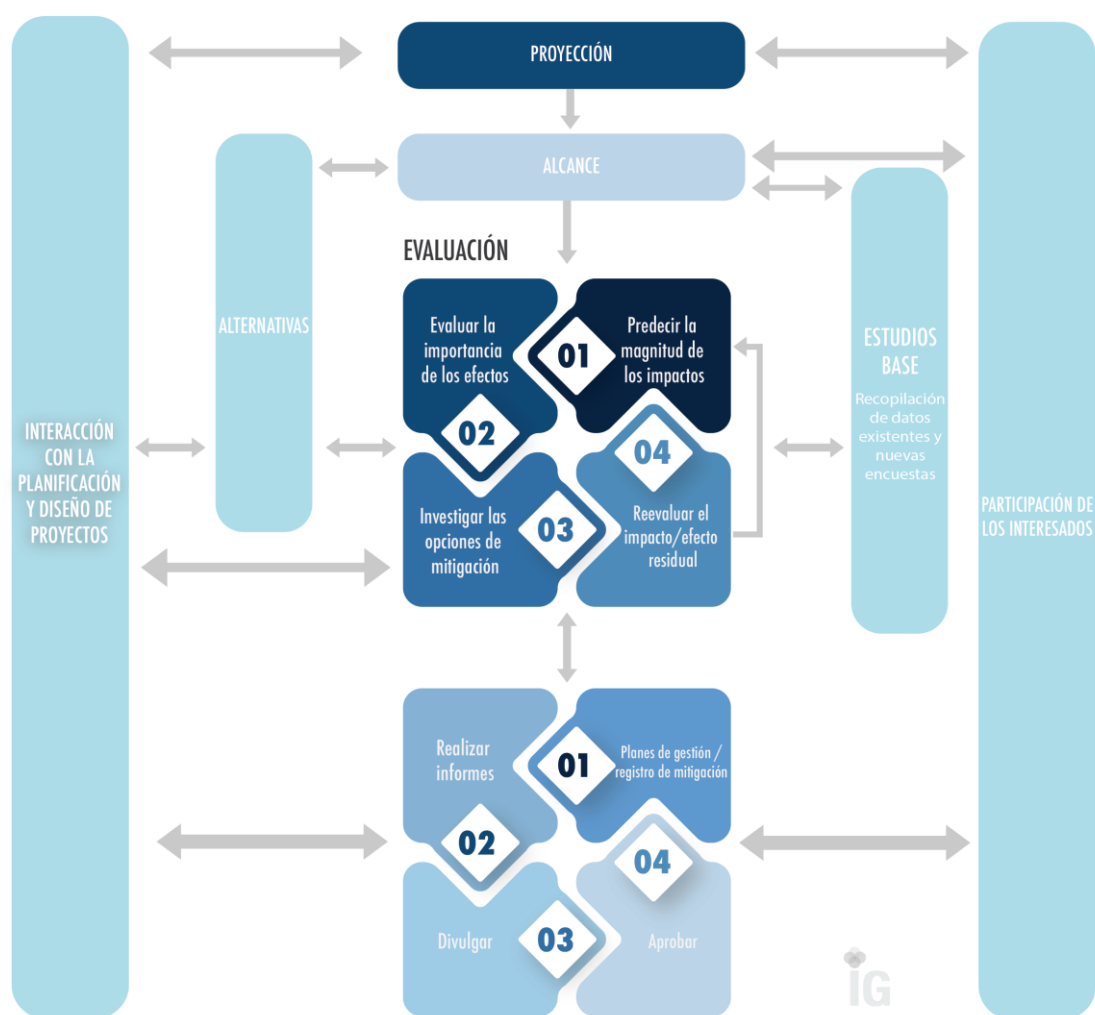 PROYECCIÓN
ALCANCE
EVALUACIÓN
Evaluar la
importancia
de los efectos
01
Predecir la
magnitud de
los impactos
02
04
Investigar las
opciones de
mitigación
03
Reevaluar el
impacto/efecto
residual
ALTERNATIVAS
ESTUDIOS
BASE
Recopilación
de datos
existentes y
nuevas
encuestas
INTERACCIÓN
CON LA
PLANIFICACIÓN
Y DISEÑO DE
PROYECTOS
PARTICIPACIÓN DE
LOS INTERESADOS
Realizar
informes
01
Planes de gestión /
registro de mitigación
02
04
Divulgar
03
Aprobar
IG